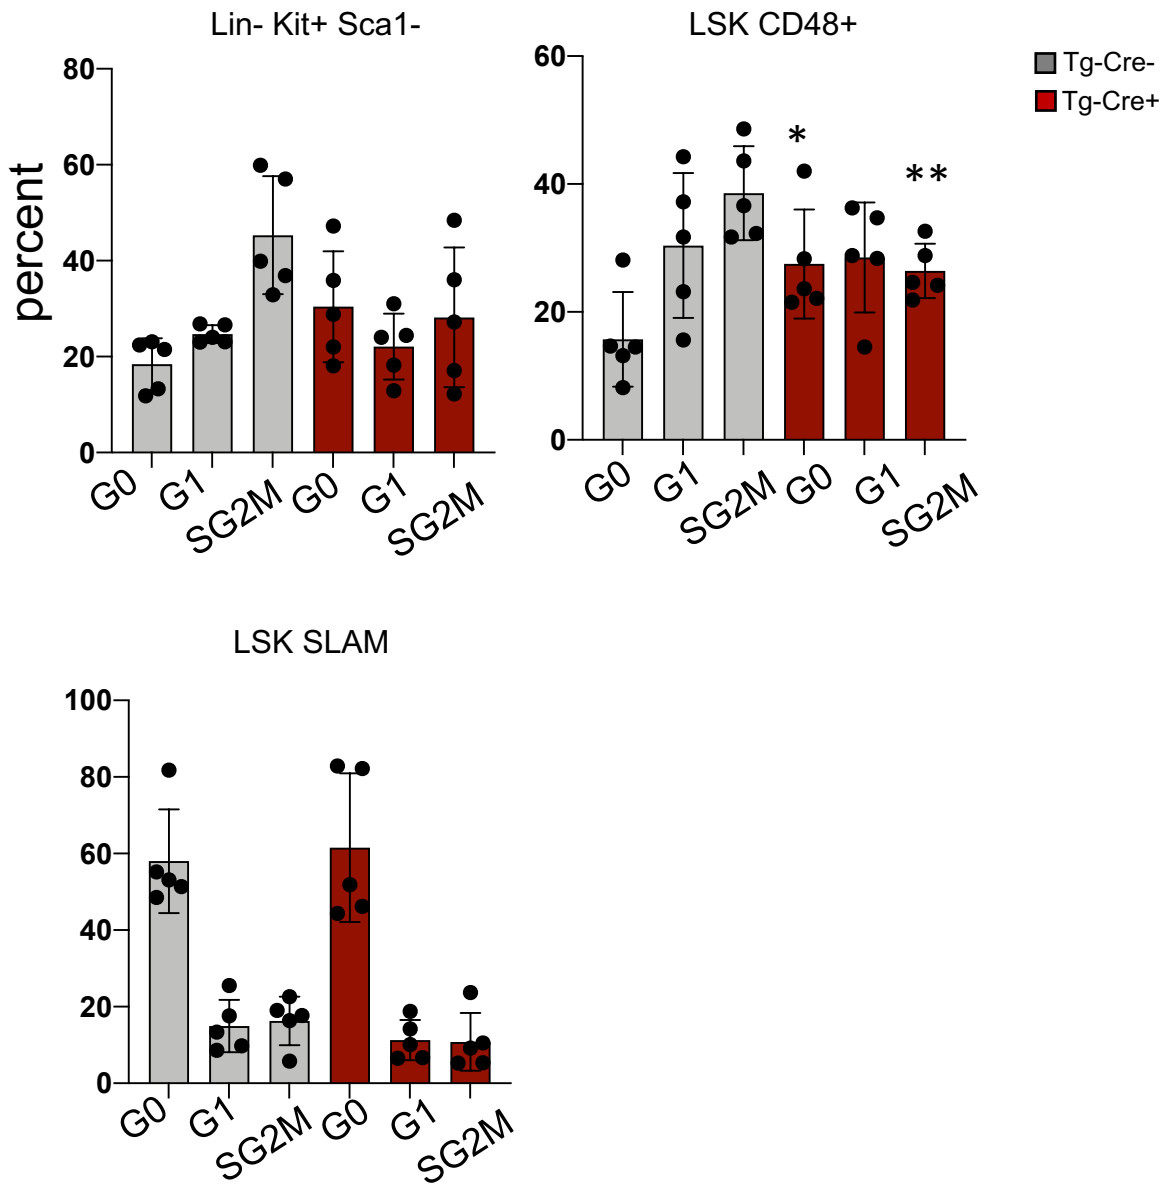 Lin- Kit+ Sca1-
percent
80
60
40
20
0
G0 G1 SG2M G0 G1 SG2M
LSK CD48+
60
40
20
0
*
**
G0 G1 SG2M G0 G1 SG2M
Tg-Cre-
Tg-Cre+
LSK SLAM
100
80
60
40
20
0
G0 G1 SG2M G0 G1 SG2M